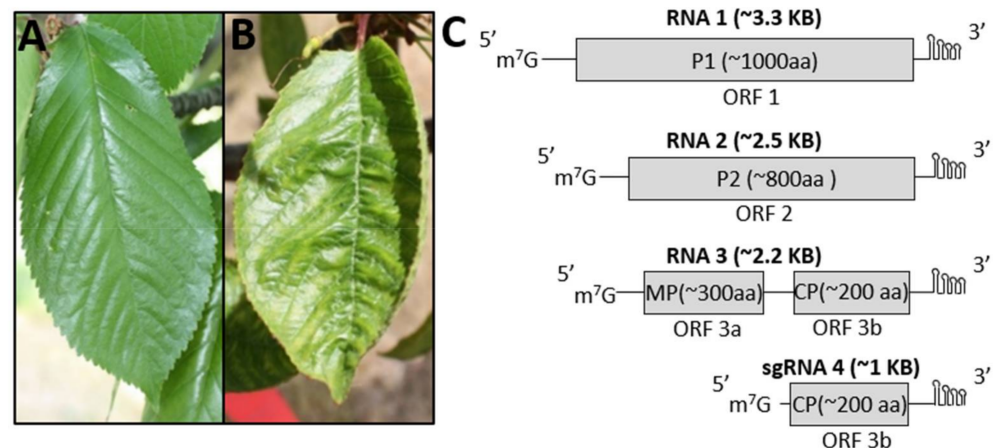 A
B
C
RNA 1 (~3.3 KB)
5’
3’
m⁷G
P1 (~1000aa)
ORF 1
RNA 2 (~2.5 KB)
5’
3’
m⁷G
P2 (~800aa )
ORF 2
RNA 3 (~2.2 KB)
5’
3’
m⁷G
MP(~300aa)
CP(~200 aa)
ORF 3a
ORF 3b
sgRNA 4 (~1 KB)
5’
3’
m⁷G
CP(~200 aa)
ORF 3b